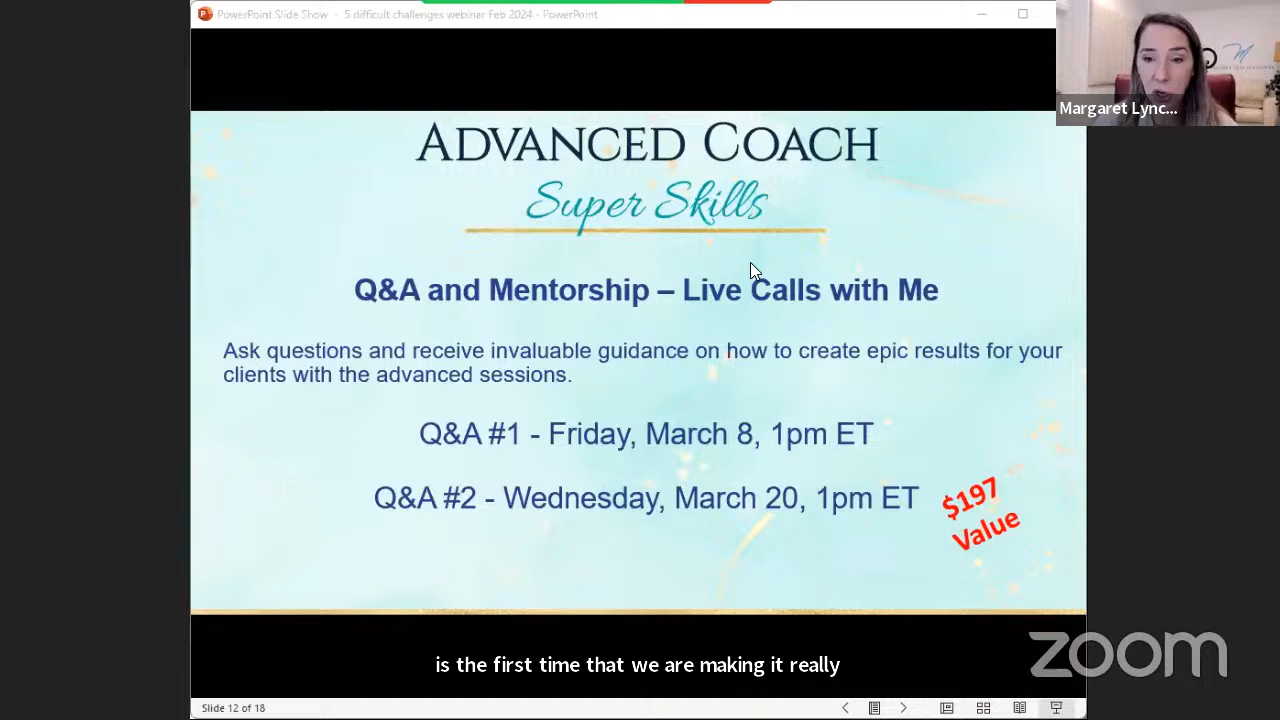 PowerPoint Slide Show - 5 difficult challenges webinar Feb 2024 - PowerPoint
Margaret Lync...
ADVANCED COACH
Super Skills
Q&A and Mentorship – Live Calls with Me
Ask questions and receive invaluable guidance on how to create epic results for your
clients with the advanced sessions.
Q&A #1 - Friday, March 8, 1pm ET
Q&A #2 - Wednesday, March 20, 1pm ET
$197
Value
is the first time that we are making it really
zoom
Slide 12 of 18